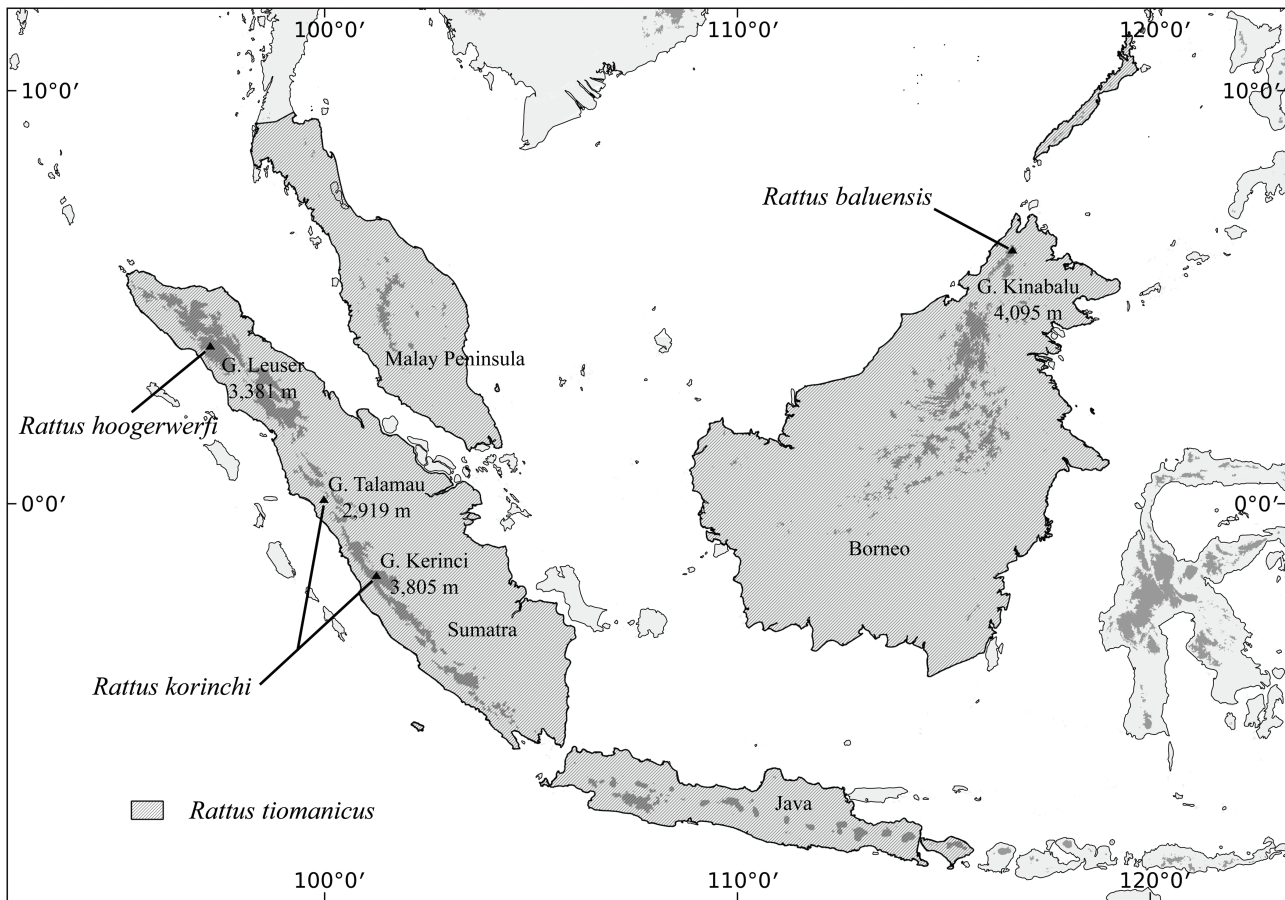 100°0′ 110°0′ 120°0′
10°0′ 10°0′
Rattus baluensis
G. Kinabalu
4,095 m
Malay Peninsula
G. Leuser
3,381 m
Rattus hoogerwerfi
G. Talamau
2,919 m
0°0′ 0°0′
Borneo
G. Kerinci
3,805 m
Sumatra
Rattus korinchi
Java
Rattus tiomanicus
100°0′ 110°0′ 120°0′